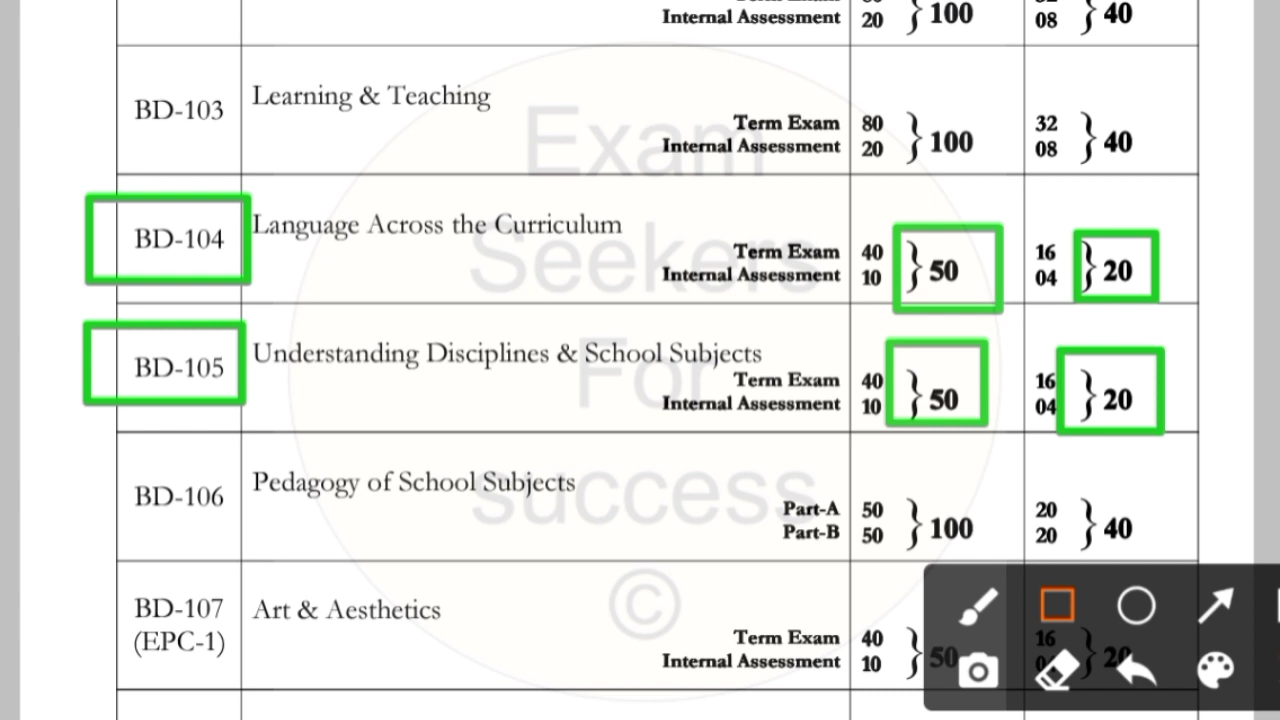 Internal Assessment 20 } 100 08 } 40
BD-103 Learning & Teaching
Term Exam 80 32
} 100 } 40
Internal Assessment 20 08
BD-104 Language Across the Curriculum
Term Exam 40 16
} 50 } 20
Internal Assessment 10 04
BD-105 Understanding Disciplines & School Subjects
Term Exam 40 16
} 50 } 20
Internal Assessment 10 04
BD-106 Pedagogy of School Subjects
Part-A 50 20
} 100 } 40
Part-B 50 20
BD-107 Art & Aesthetics
(EPC-1)
Term Exam 40 16
} 50
Internal Assessment 10
Exam
Seekers
For
success
©